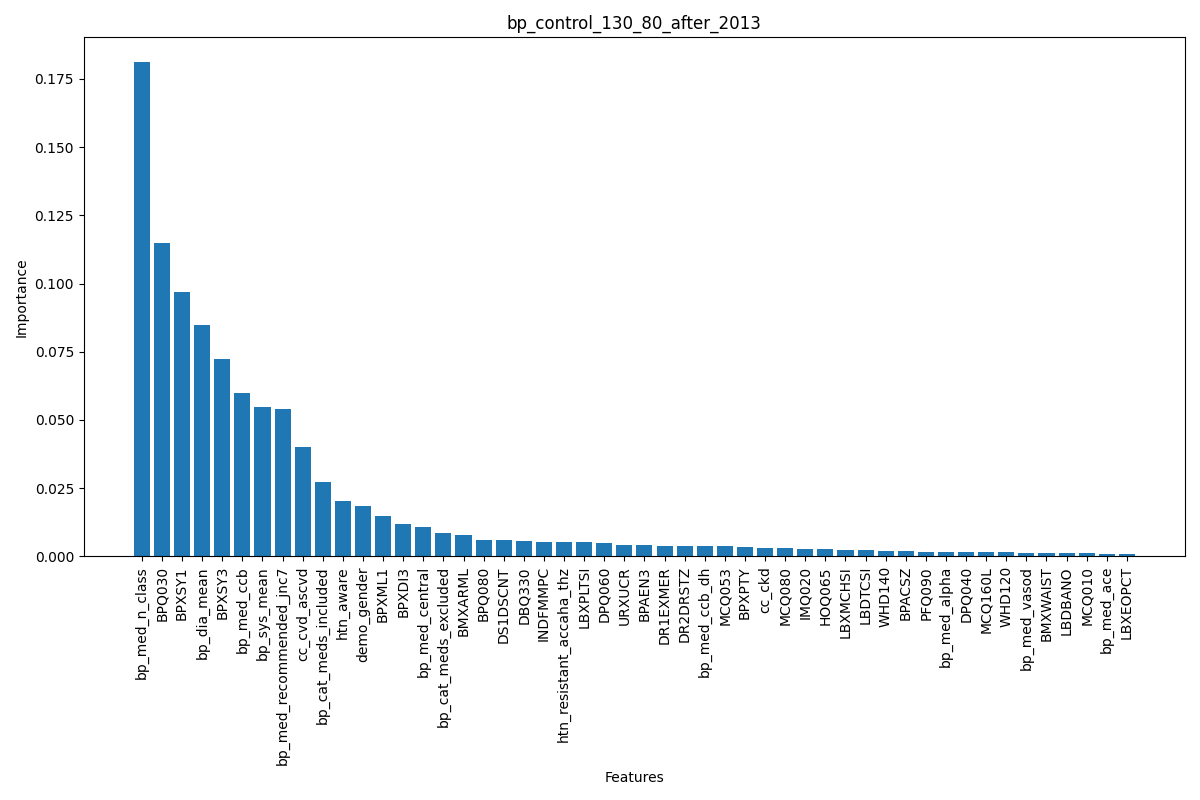 bp_control_130_80_after_2013
Importance
0.175
0.150
0.125
0.100
0.075
0.050
0.025
0.000
bp_med_n_class
BPQ030
BPXSY1
bp_dia_mean
BPXSY3
bp_med_ccb
bp_sys_mean
bp_med_recommended_jnc7
cc_cvd_ascvd
bp_cat_meds_included
htn_aware
demo_gender
BPXML1
BPXDI3
bp_med_central
bp_cat_meds_excluded
BMXARML
BPQ080
DS1DSCNT
DBQ330
INDFMMPC
htn_resistant_accaha_thz
LBXPLTSI
DPQ060
URXUCR
BPAEN3
DR1EXMER
DR2DRSTZ
bp_med_ccb_dh
MCQ053
BPXPTY
cc_ckd
MCQ080
IMQ020
HOQ065
LBXMCHSI
LBDTCSI
WHD140
BPACSZ
PFQ090
bp_med_alpha
DPQ040
MCQ160L
WHD120
bp_med_vasod
BMXWAIST
LBDBANO
MCQ010
bp_med_ace
LBXEOPCT
Features